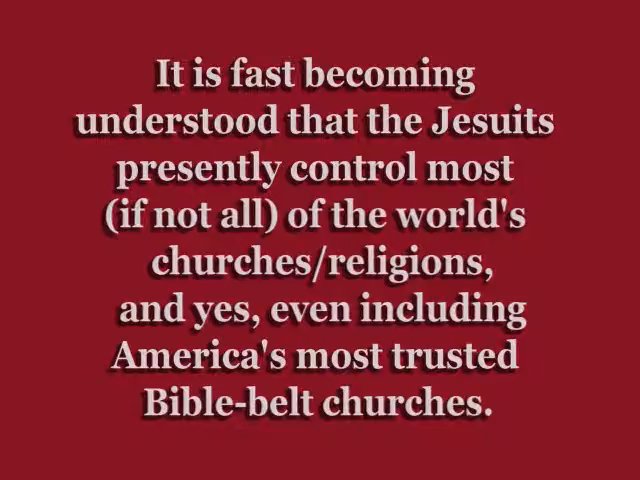 It is fast becoming
understood that the Jesuits
presently control most
(if not all) of the world's
churches/religions,
and yes, even including
America's most trusted
Bible-belt churches.